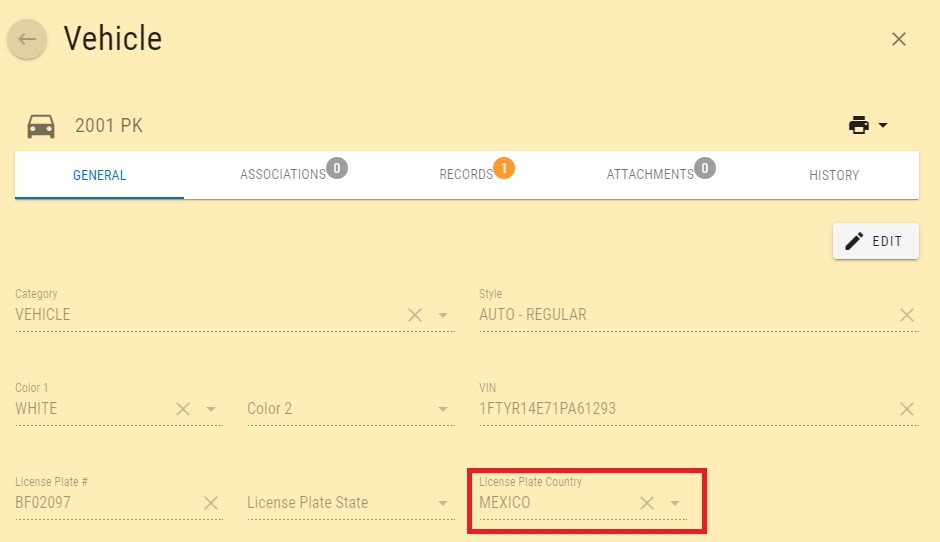 Vehicle
2001 PK
GENERAL ASSOCIATIONS 0 RECORDS 1 ATTACHMENTS 0 HISTORY
EDIT
Category Style
VEHICLE AUTO - REGULAR
Color 1 VIN
WHITE Color 2 1FTYR14E71PA61293
License Plate # License Plate Country
BF02097 License Plate State MEXICO